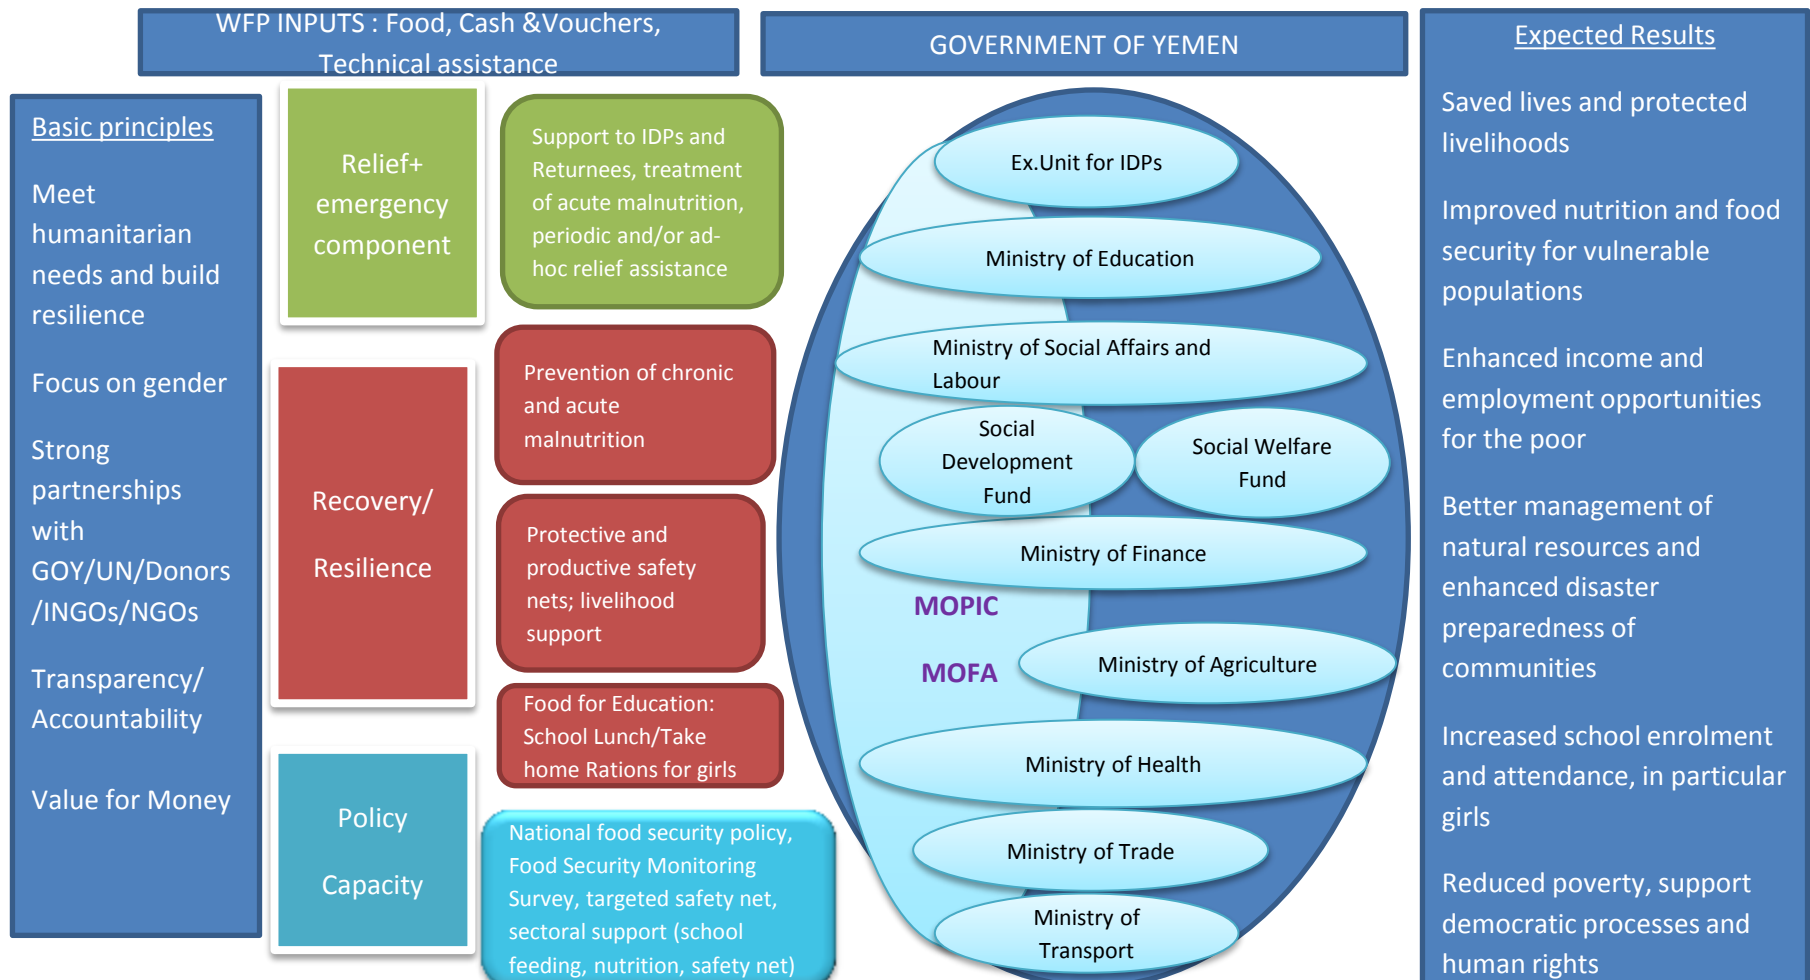 WFP INPUTS : Food, Cash &Vouchers,
Technical assistance
GOVERNMENT OF YEMEN
Basic principles
Meet
humanitarian
needs and build
resilience
Focus on gender
Strong
partnerships
with
GOY/UN/Donors
/INGOs/NGOs
Transparency/
Accountability
Value for Money
Relief+
emergency
component
Recovery/
Resilience
Policy
Capacity
Support to IDPs and
Returnees, treatment
of acute malnutrition,
periodic and/or ad-
hoc relief assistance
Prevention of chronic
and acute
malnutrition
Protective and
productive safety
nets; livelihood
support
Food for Education:
School Lunch/Take
home Rations for girls
National food security policy,
Food Security Monitoring
Survey, targeted safety net,
sectoral support (school
feeding, nutrition, safety net)
Ex.Unit for IDPs
Ministry of Education
Ministry of Social Affairs and
Labour
Social
Development
Fund
Social Welfare
Fund
Ministry of Finance
MOPIC
MOFA
Ministry of Agriculture
Ministry of Health
Ministry of Trade
Ministry of
Transport
Expected Results
Saved lives and protected
livelihoods
Improved nutrition and food
security for vulnerable
populations
Enhanced income and
employment opportunities
for the poor
Better management of
natural resources and
enhanced disaster
preparedness of
communities
Increased school enrolment
and attendance, in particular
girls
Reduced poverty, support
democratic processes and
human rights